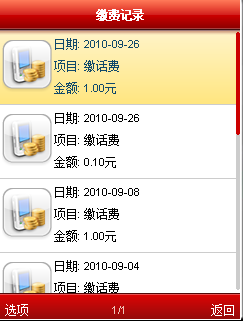 缴费记录
日期: 2010-09-26
项目: 缴话费
金额: 1.00元
日期: 2010-09-26
项目: 缴话费
金额: 0.10元
日期: 2010-09-08
项目: 缴话费
金额: 1.00元
日期: 2010-09-04
项目: 缴话费
选项 1/1 返回